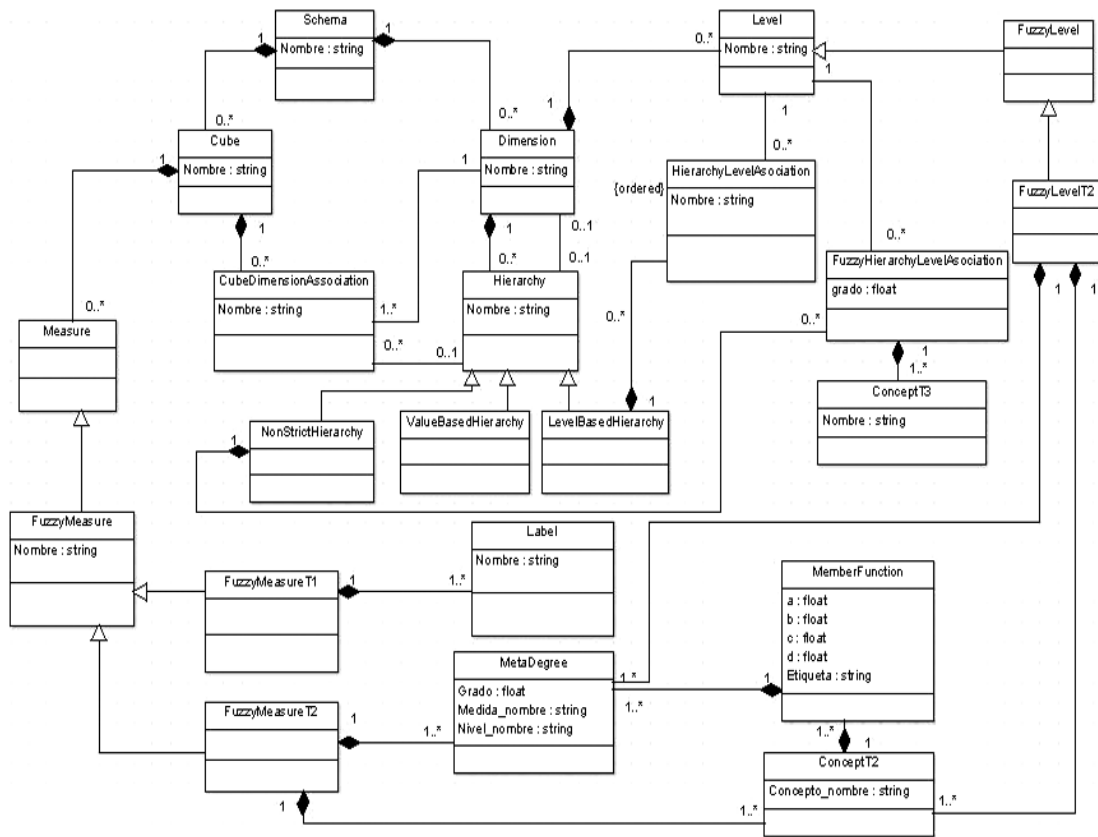 Schema
Nombre : string
Level
Nombre : string
FuzzyLevel
1
1
0..*
1
0..*
0..*
1
1
1
Cube
Nombre : string
1
Dimension
Nombre : string
1
0..*
HierarchyLevelAsociation
Nombre : string
{ordered}
FuzzyLevelT2
1
1
0..1
0..*
0..*
0..1
0..*
1
1
CubeDimensionAssociation
Nombre : string
Hierarchy
Nombre : string
FuzzyHierarchyLevelAsociation
grado : float
0..*
1..*
0..*
0..*
Measure
0..*
0..1
1
1..*
ConceptT3
Nombre : string
NonStrictHierarchy
ValueBasedHierarchy
LevelBasedHierarchy
1
1
FuzzyMeasure
Nombre : string
Label
Nombre : string
FuzzyMeasureT1
1
1..*
MemberFunction
a : float
b : float
c : float
d : float
Etiqueta : string
MetaDegree
Grado : float
Medida_nombre : string
Nivel_nombre : string
1..*
1
1..*
FuzzyMeasureT2
1
1..*
1..*
1
ConceptT2
Concepto_nombre : string
1
1..*
1..*